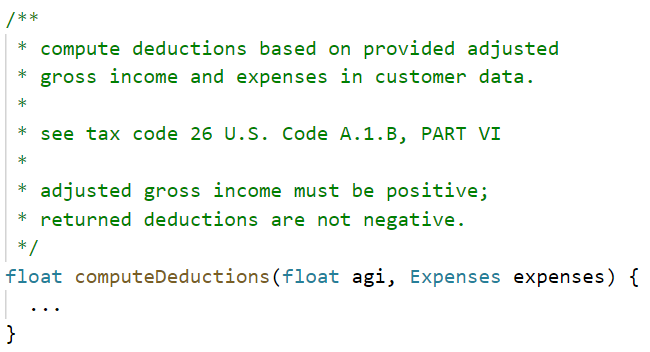 /**
 * compute deductions based on provided adjusted
 * gross income and expenses in customer data.
 *
 * see tax code 26 U.S. Code A.1.B, PART VI
 *
 * adjusted gross income must be positive;
 * returned deductions are not negative.
 */
float computeDeductions(float agi, Expenses expenses) {
  ...
}